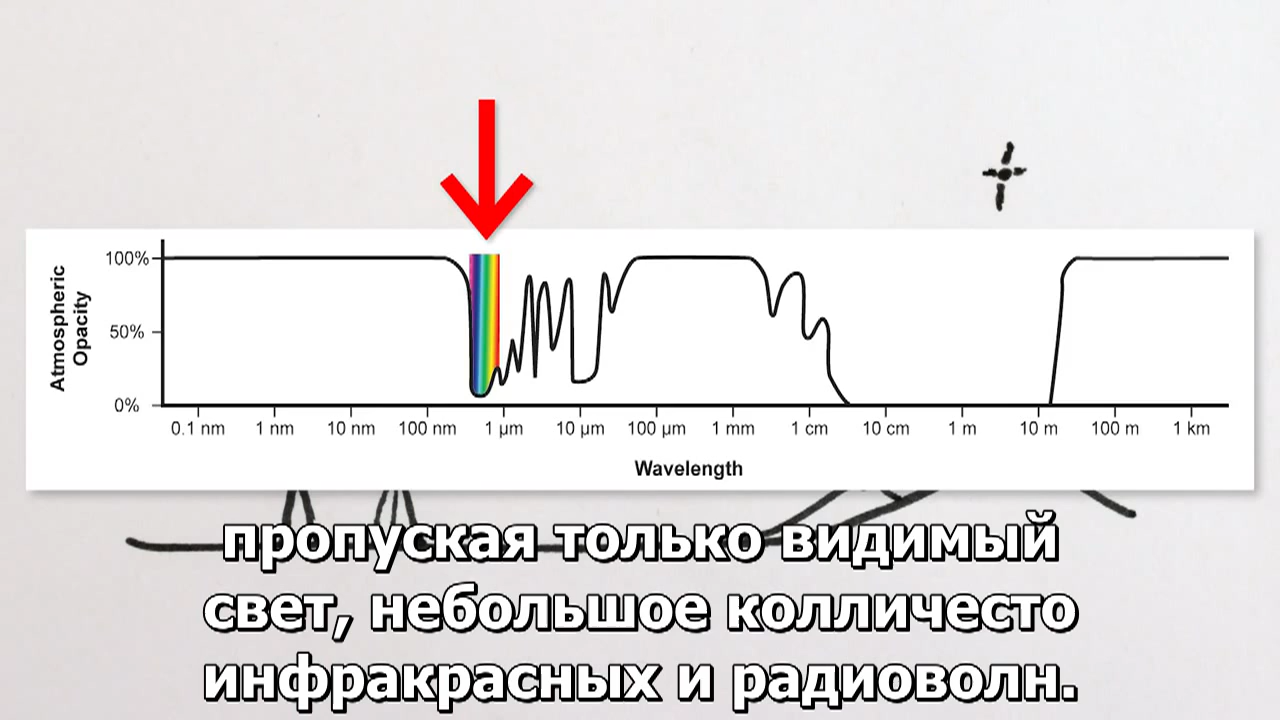 Atmospheric
Opacity
100%
50%
0%
0.1 nm 1 nm 10 nm 100 nm 1 µm 10 µm 100 µm 1 mm 1 cm 10 cm 1 m 10 m 100 m 1 km
Wavelength
пропуская только видимый
свет, небольшое колличесто
инфракрасных и радиоволн.